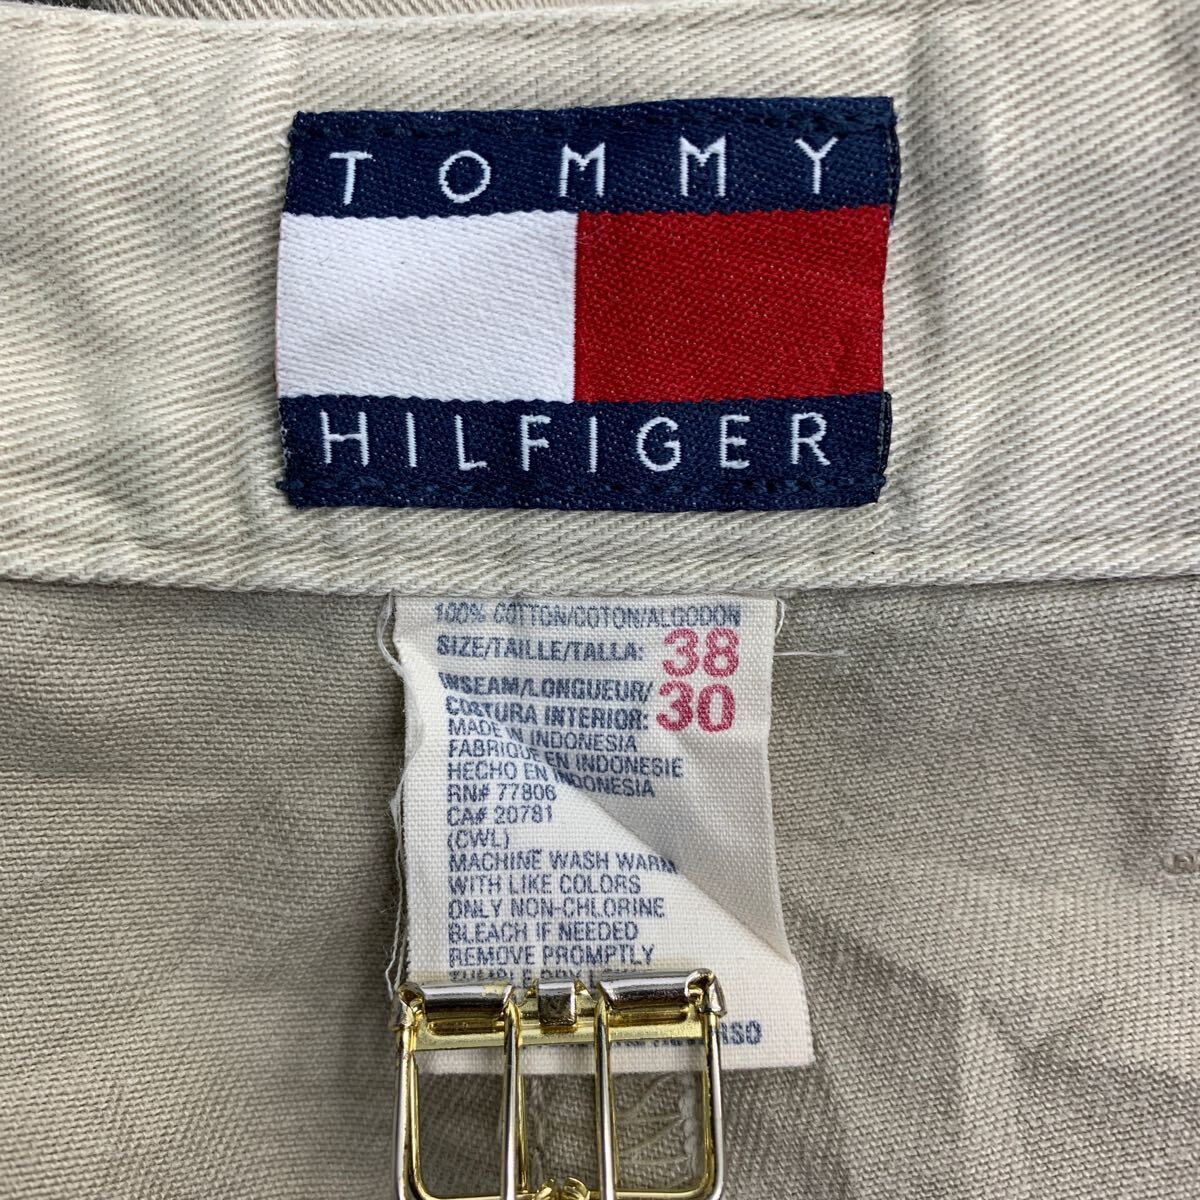 TOMMY
HILFIGER
100% COTTON/COTON/ALGODON
SIZE/TAILLE/TALLA: 38
INSEAM/LONGUEUR/
COSTURA INTERIOR: 30
MADE IN INDONESIA
FABRIQUE EN INDONESIE
HECHO EN INDONESIA
RN# 77806
CA# 20781
(CWL)
MACHINE WASH WARM
WITH LIKE COLORS
ONLY NON-CHLORINE
BLEACH IF NEEDED
REMOVE PROMPTLY
TUMBLE DRY